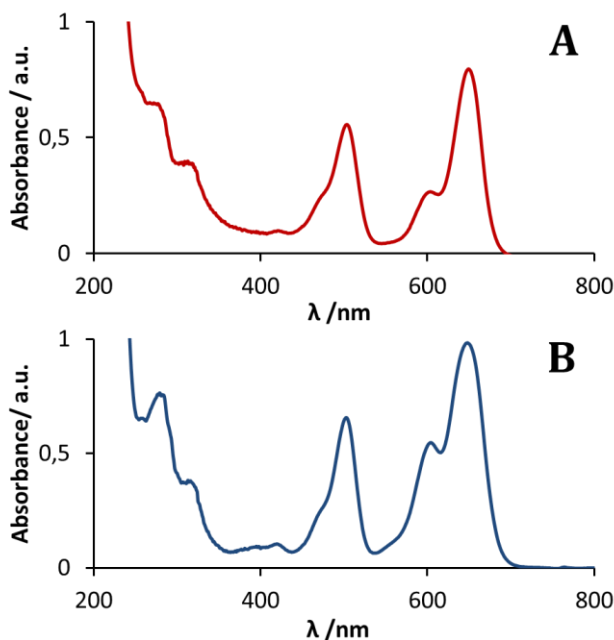 A
Absorbance / a.u.
1
0,5
0
200 400 600 800
λ /nm
B
Absorbance/ a.u.
1
0,5
0
200 400 600 800
λ /nm